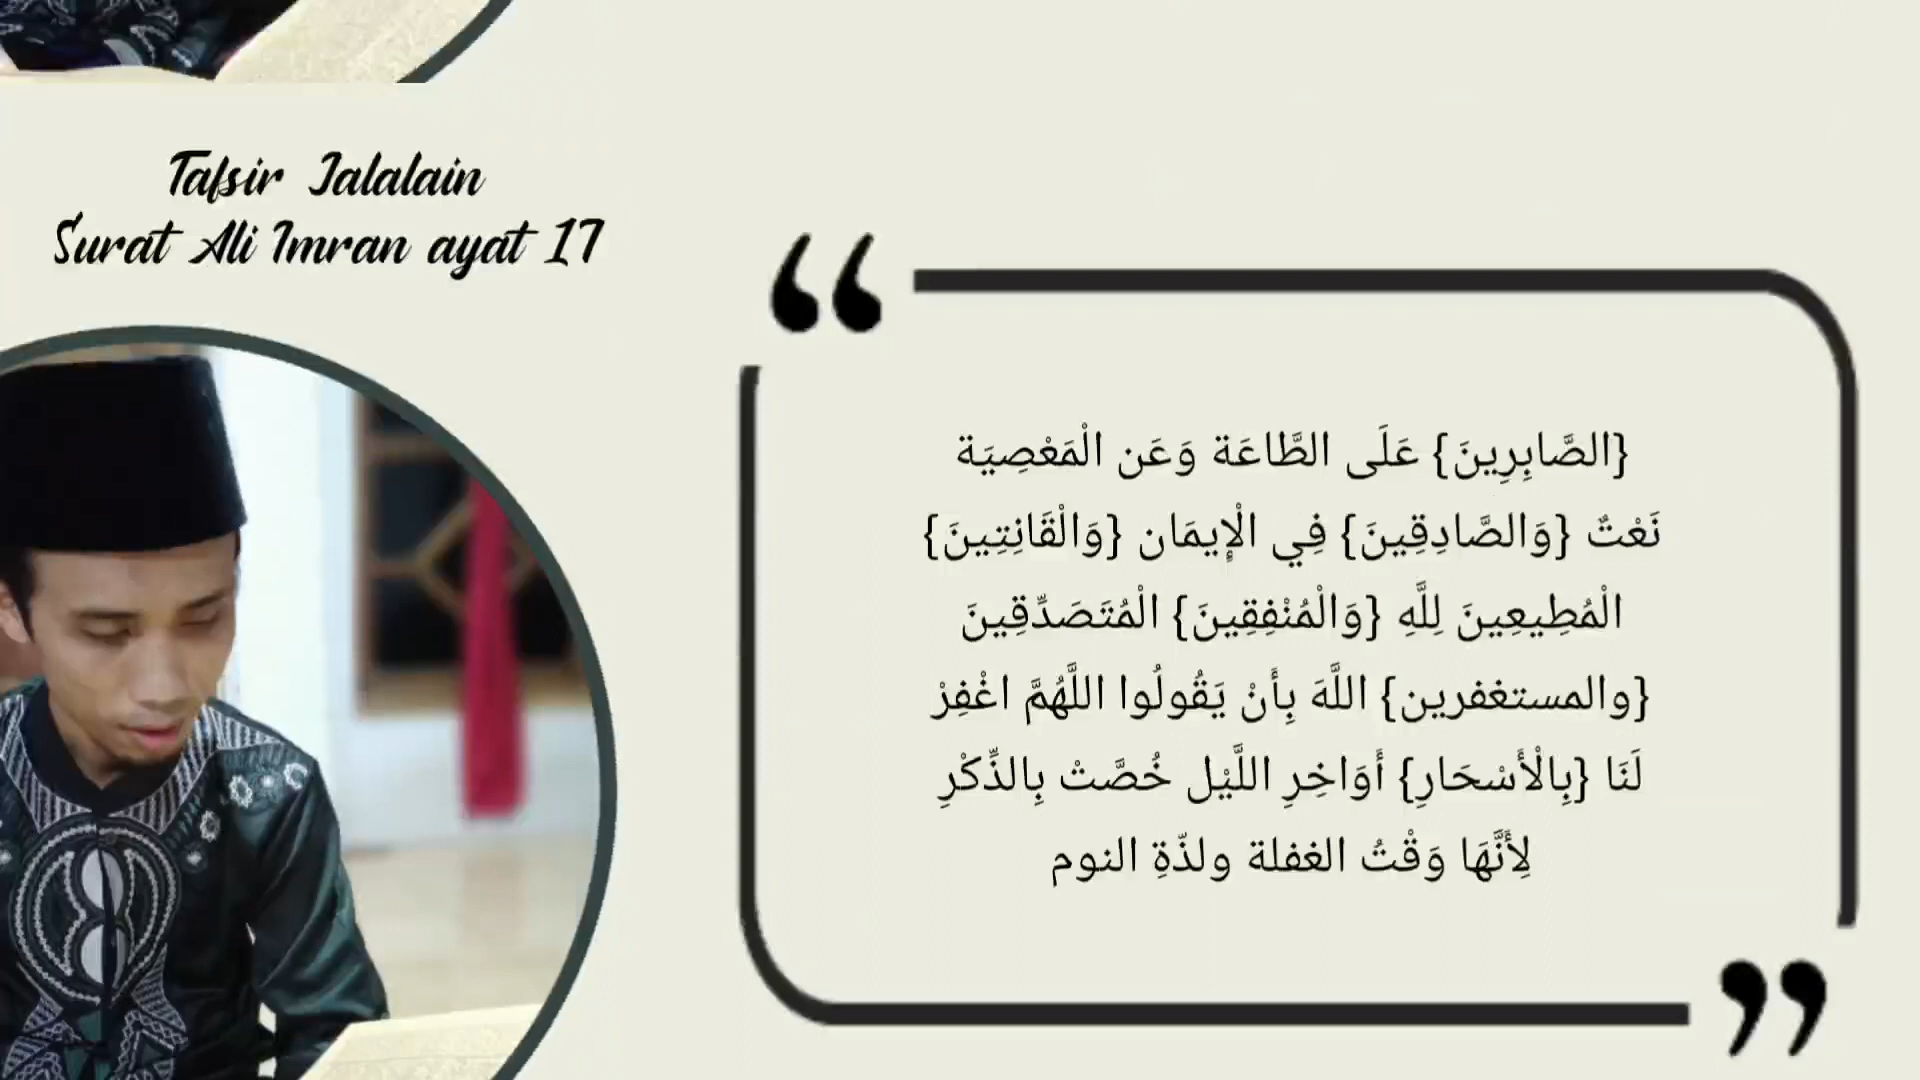 Tafsir Jalalain
Surat Ali Imran ayat 17
{الصَّابِرِينَ} عَلَى الطَّاعَة وَعَن الْمَعْصِيَة
نَعْتٌ {وَالصَّادِقِينَ} فِي الْإِيمَان {وَالْقَانِتِينَ}
الْمُطِيعِينَ لِلَّهِ {وَالْمُنْفِقِينَ} الْمُتَصَدِّقِينَ
{والمستغفرين} اللَّهَ بِأَنْ يَقُولُوا اللَّهُمَّ اغْفِرْ
لَنَا {بِالْأَسْحَارِ} أَوَاخِرِ اللَّيْل خُصَّتْ بِالذِّكْرِ
لِأَنَّهَا وَقْتُ الغفلة ولذّةِ النوم